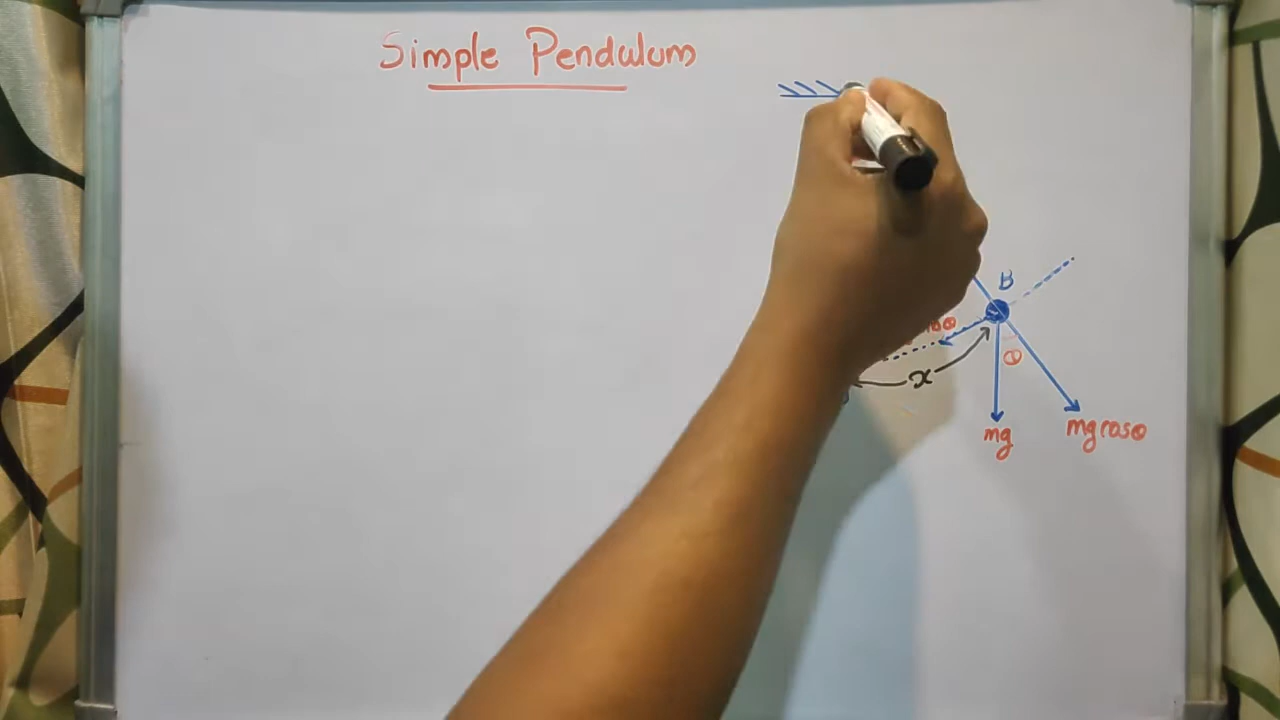 Simple Pendulum
B
θ
x
θ
mg
mg cosθ